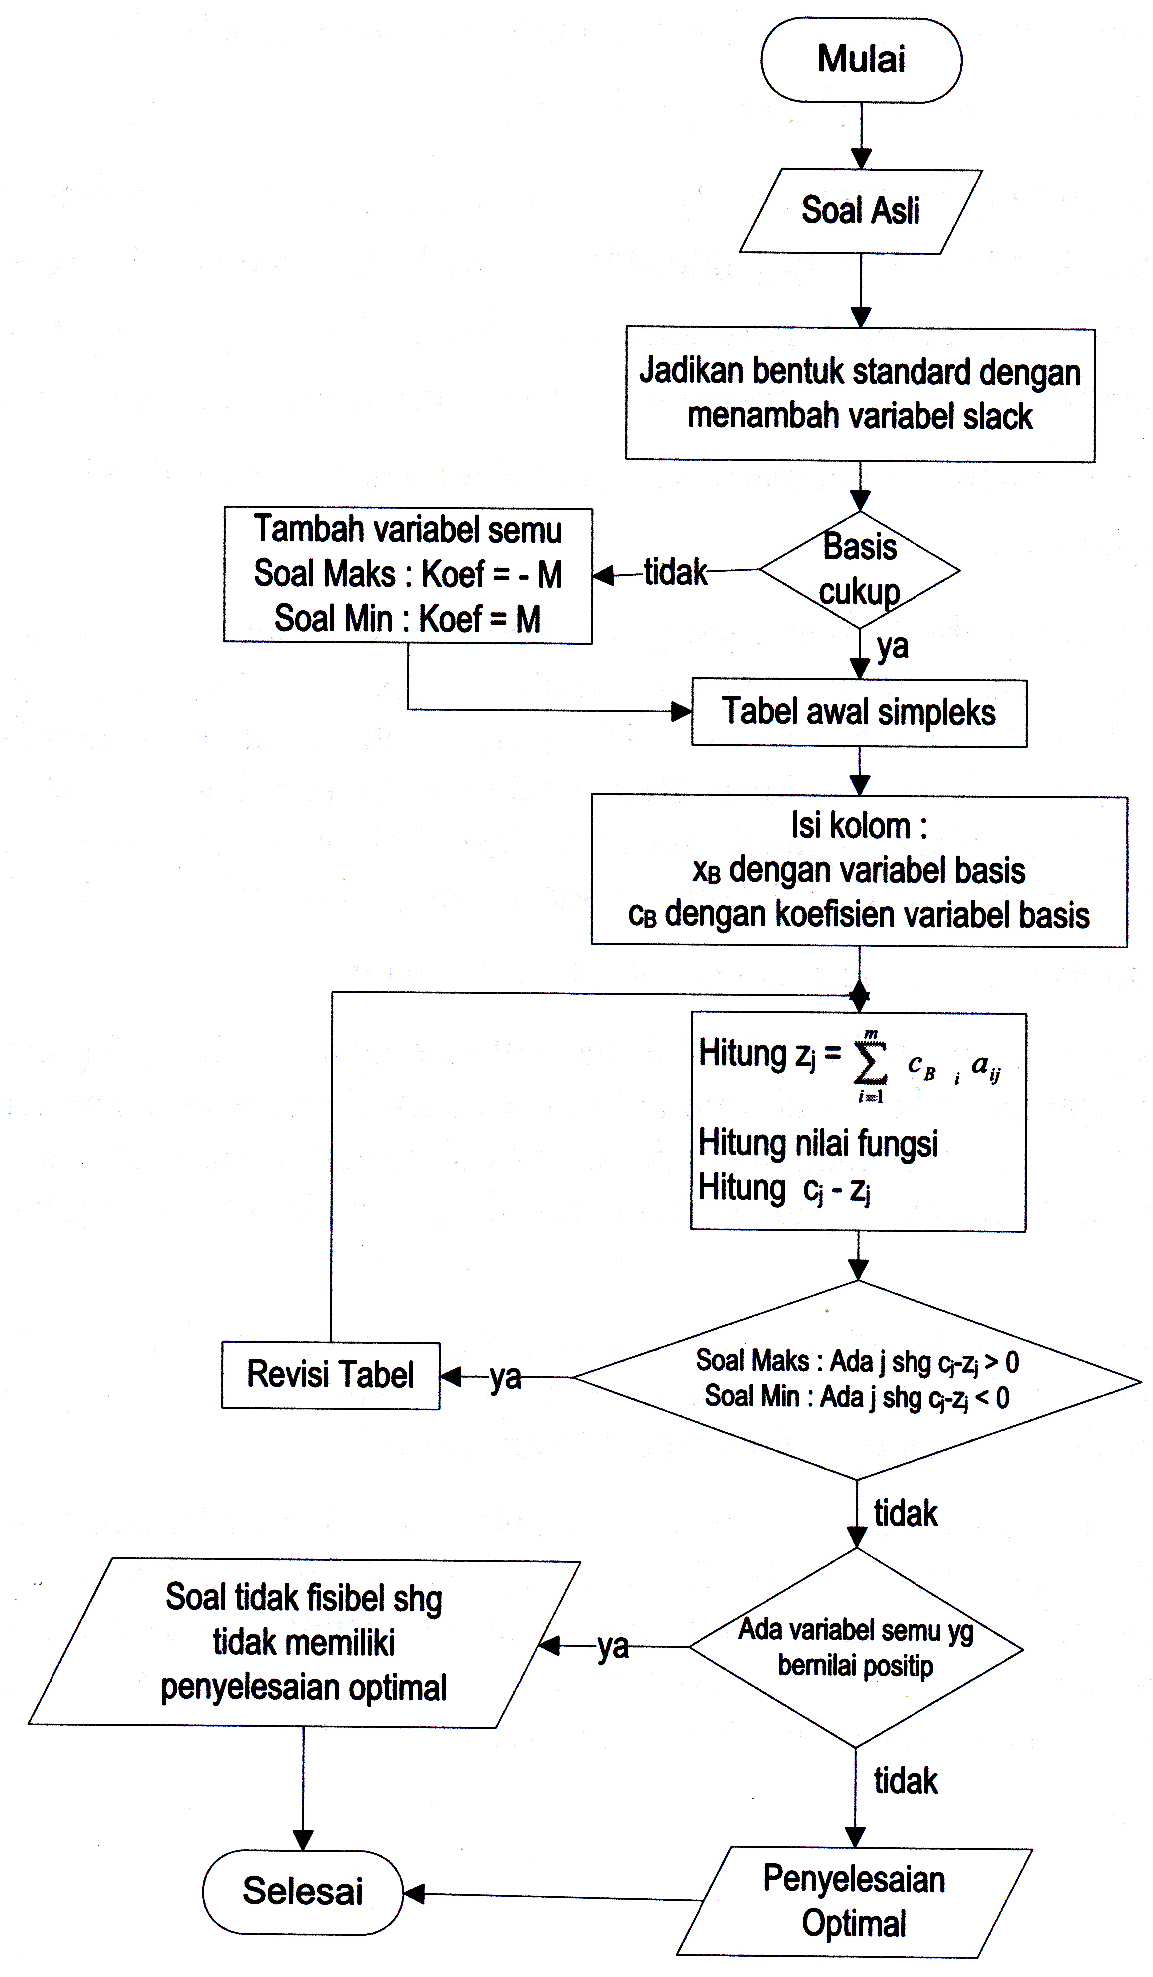 Mulai
Soal Asli
Jadikan bentuk standard dengan
menambah variabel slack
Basis
cukup
tidak
Tambah variabel semu
Soal Maks : Koef = - M
Soal Min : Koef = M
ya
Tabel awal simpleks
Isi kolom :
xB dengan variabel basis
cB dengan koefisien variabel basis
Hitung zj = m∑i=1 cB i aij
Hitung nilai fungsi
Hitung cj - zj
Soal Maks : Ada j shg cj-zj > 0
Soal Min : Ada j shg cj-zj < 0
ya
Revisi Tabel
tidak
Ada variabel semu yg
bernilai positip
ya
Soal tidak fisibel shg
tidak memiliki
penyelesaian optimal
tidak
Penyelesaian
Optimal
Selesai